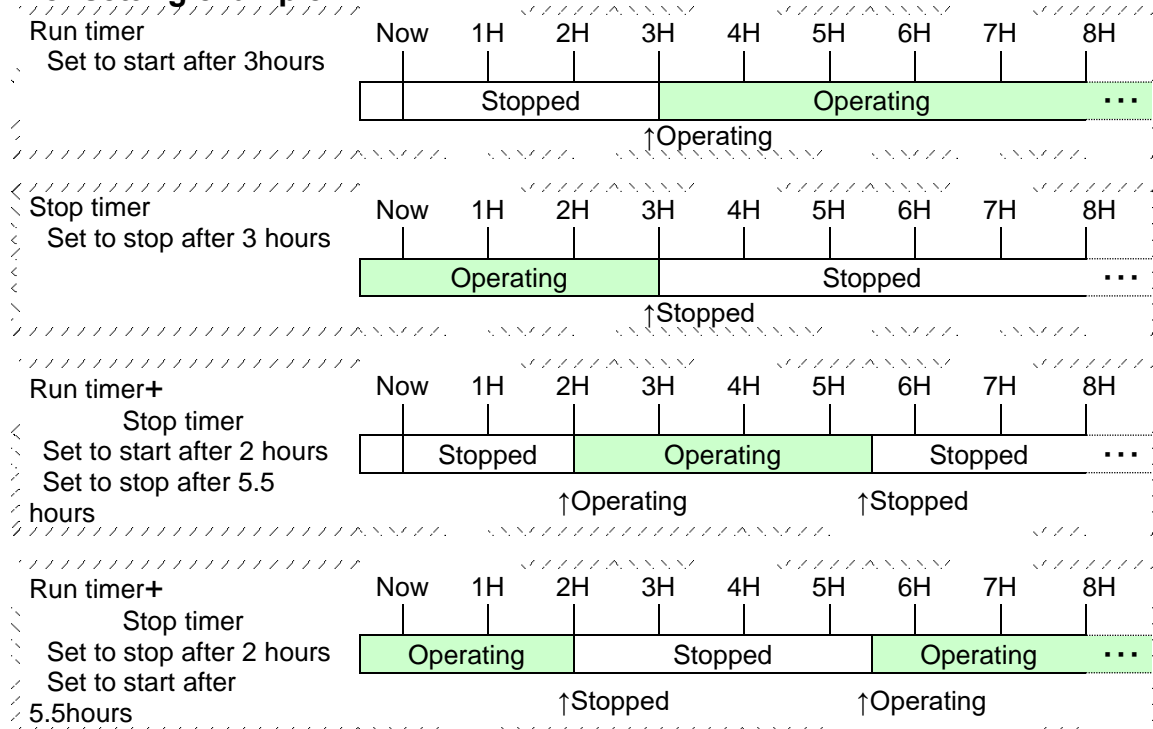 Run timer
Set to start after 3hours
Now 1H 2H 3H 4H 5H 6H 7H 8H
Stopped Operating ･･･
↑Operating
Stop timer
Set to stop after 3 hours
Now 1H 2H 3H 4H 5H 6H 7H 8H
Operating Stopped ･･･
↑Stopped
Run timer+
Stop timer
Set to start after 2 hours
Set to stop after 5.5
hours
Now 1H 2H 3H 4H 5H 6H 7H 8H
Stopped Operating Stopped ･･･
↑Operating ↑Stopped
Run timer+
Stop timer
Set to stop after 2 hours
Set to start after
5.5hours
Now 1H 2H 3H 4H 5H 6H 7H 8H
Operating Stopped Operating ･･･
↑Stopped ↑Operating